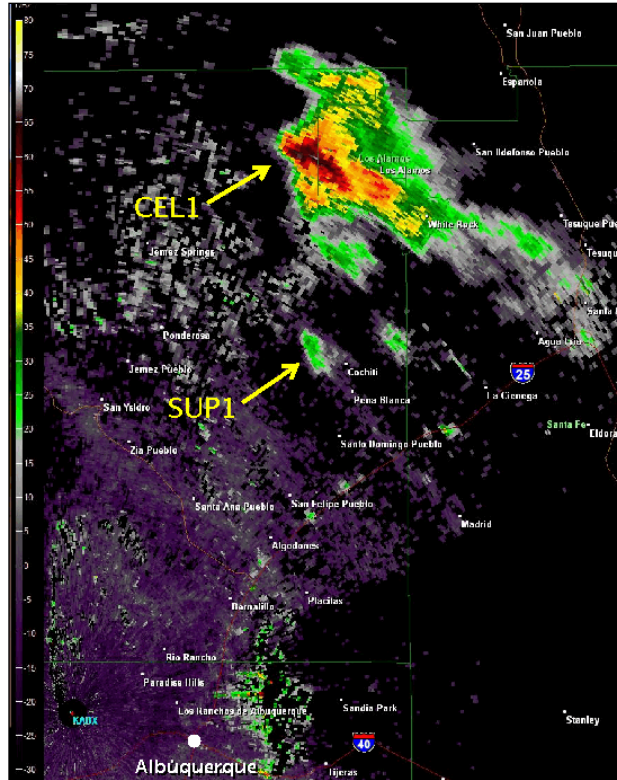 80
75
70
65
60
55
50
45
40
35
30
25
20
15
10
5
0
-5
-10
-15
-20
-25
-30
San Juan Pueblo
Espanola
San Ildefonso Pueblo
Los Alamos
Los Alamos
CEL1
White Rock
Tesuque
Jemez Springs
Tesuque
Santa
Ponderosa
Agua Fria
Jemez Pueblo
Cochiti
25
SUP1
Pena Blanca
La Cienega
San Ysidro
Santa Fe
Eldora
Zia Pueblo
Santo Domingo Pueblo
Santa Ana Pueblo
San Felipe Pueblo
Madrid
Algodones
Bernalillo
Placitas
Rio Rancho
Paradise Hills
Los Ranchos de Albuquerque
Sandia Park
KABX
Stanley
40
Albuquerque
Tijeras